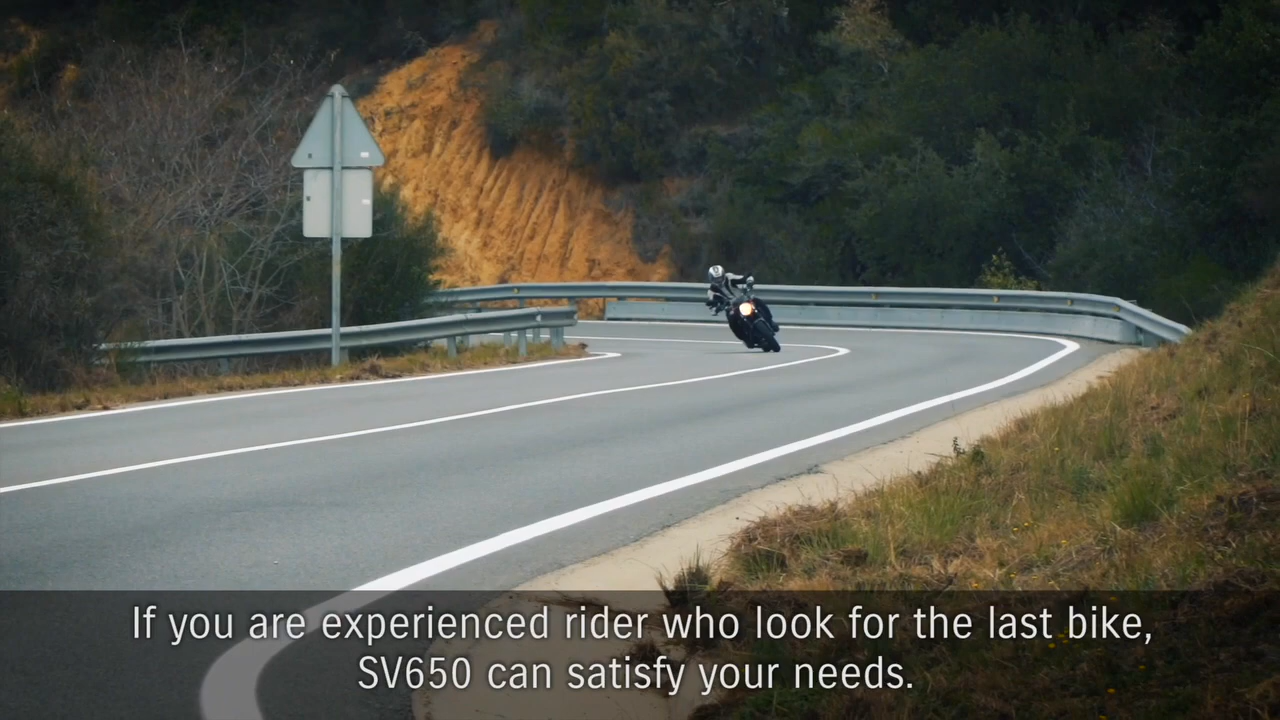 If you are experienced rider who look for the last bike,
SV650 can satisfy your needs.